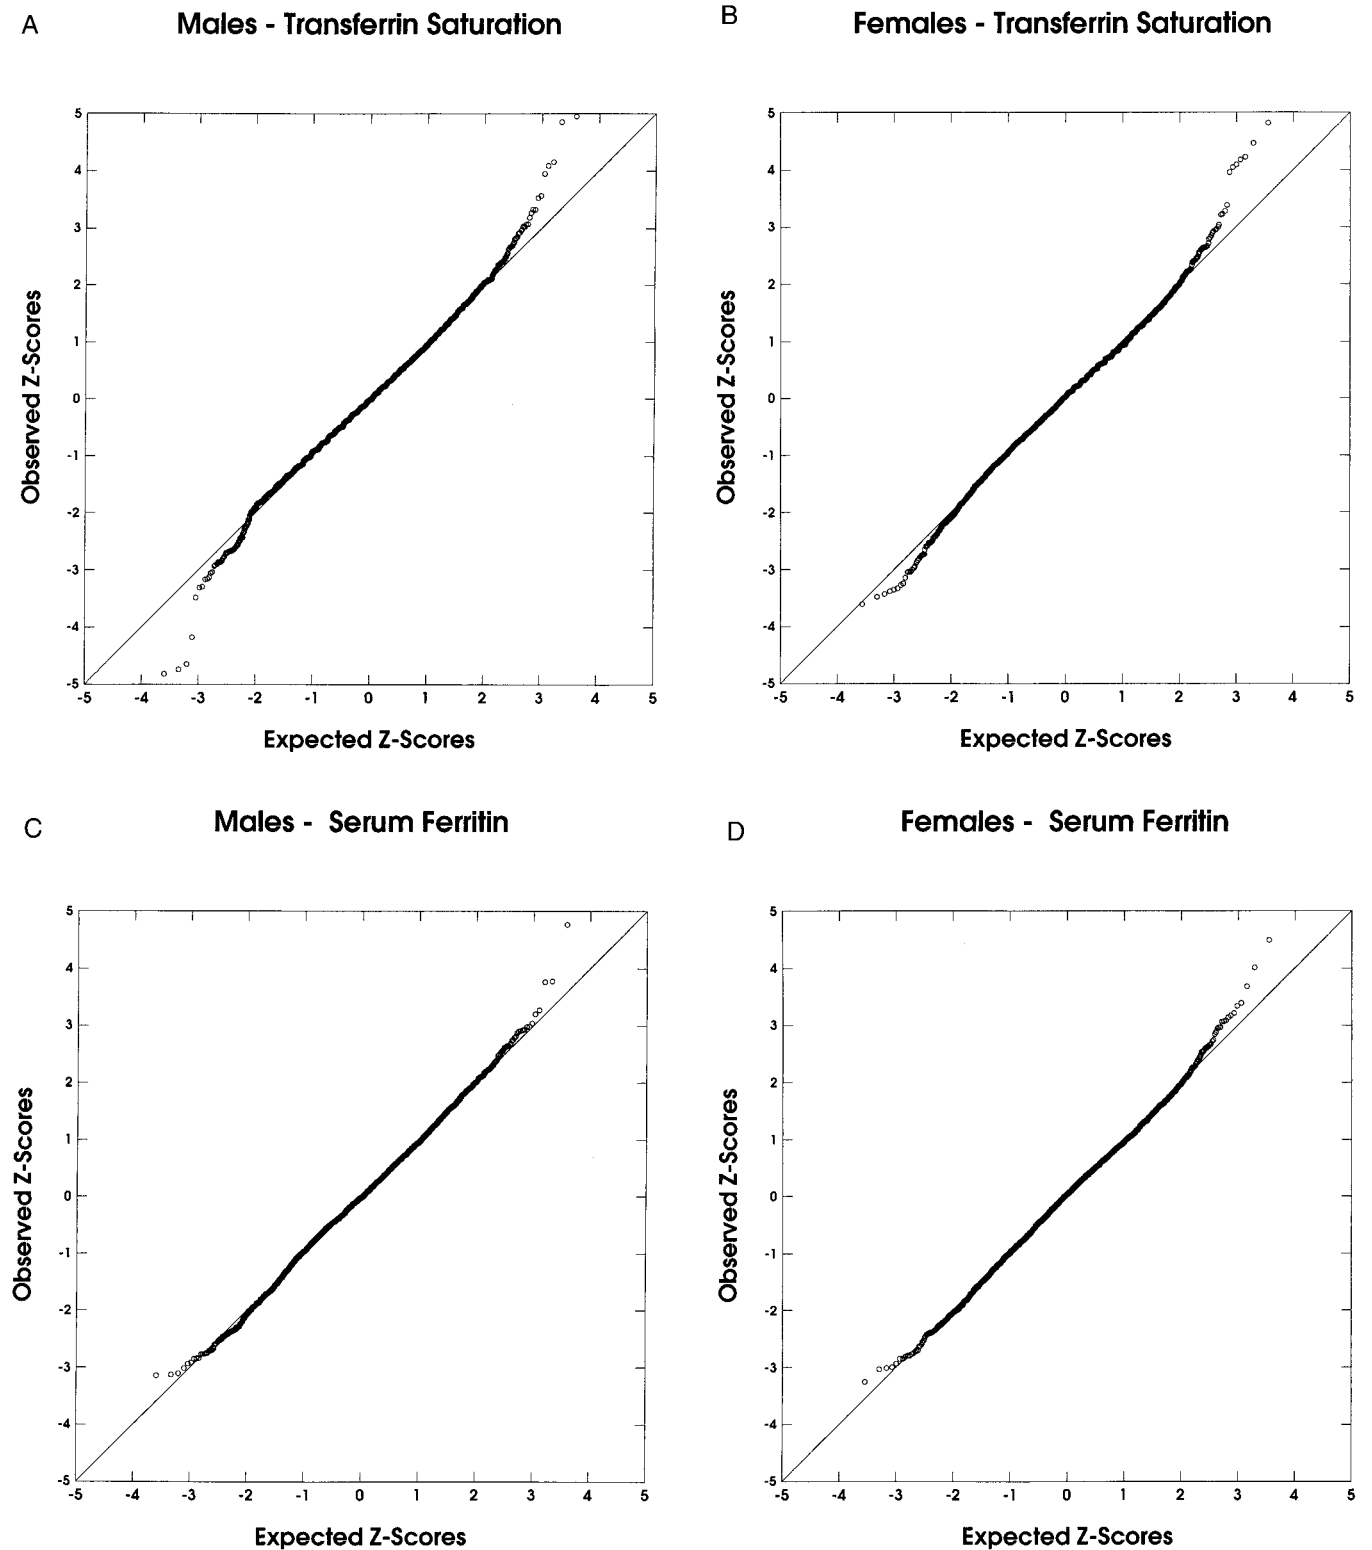 A
Males - Transferrin Saturation
5
4
3
2
1
0
-1
-2
-3
-4
-5
Observed Z-Scores
-5 -4 -3 -2 -1 0 1 2 3 4 5
Expected Z-Scores
B
Females - Transferrin Saturation
5
4
3
2
1
0
-1
-2
-3
-4
-5
Observed Z-Scores
-5 -4 -3 -2 -1 0 1 2 3 4 5
Expected Z-Scores
C
Males - Serum Ferritin
5
4
3
2
1
0
-1
-2
-3
-4
-5
Observed Z-Scores
-5 -4 -3 -2 -1 0 1 2 3 4 5
Expected Z-Scores
D
Females - Serum Ferritin
5
4
3
2
1
0
-1
-2
-3
-4
-5
Observed Z-Scores
-5 -4 -3 -2 -1 0 1 2 3 4 5
Expected Z-Scores